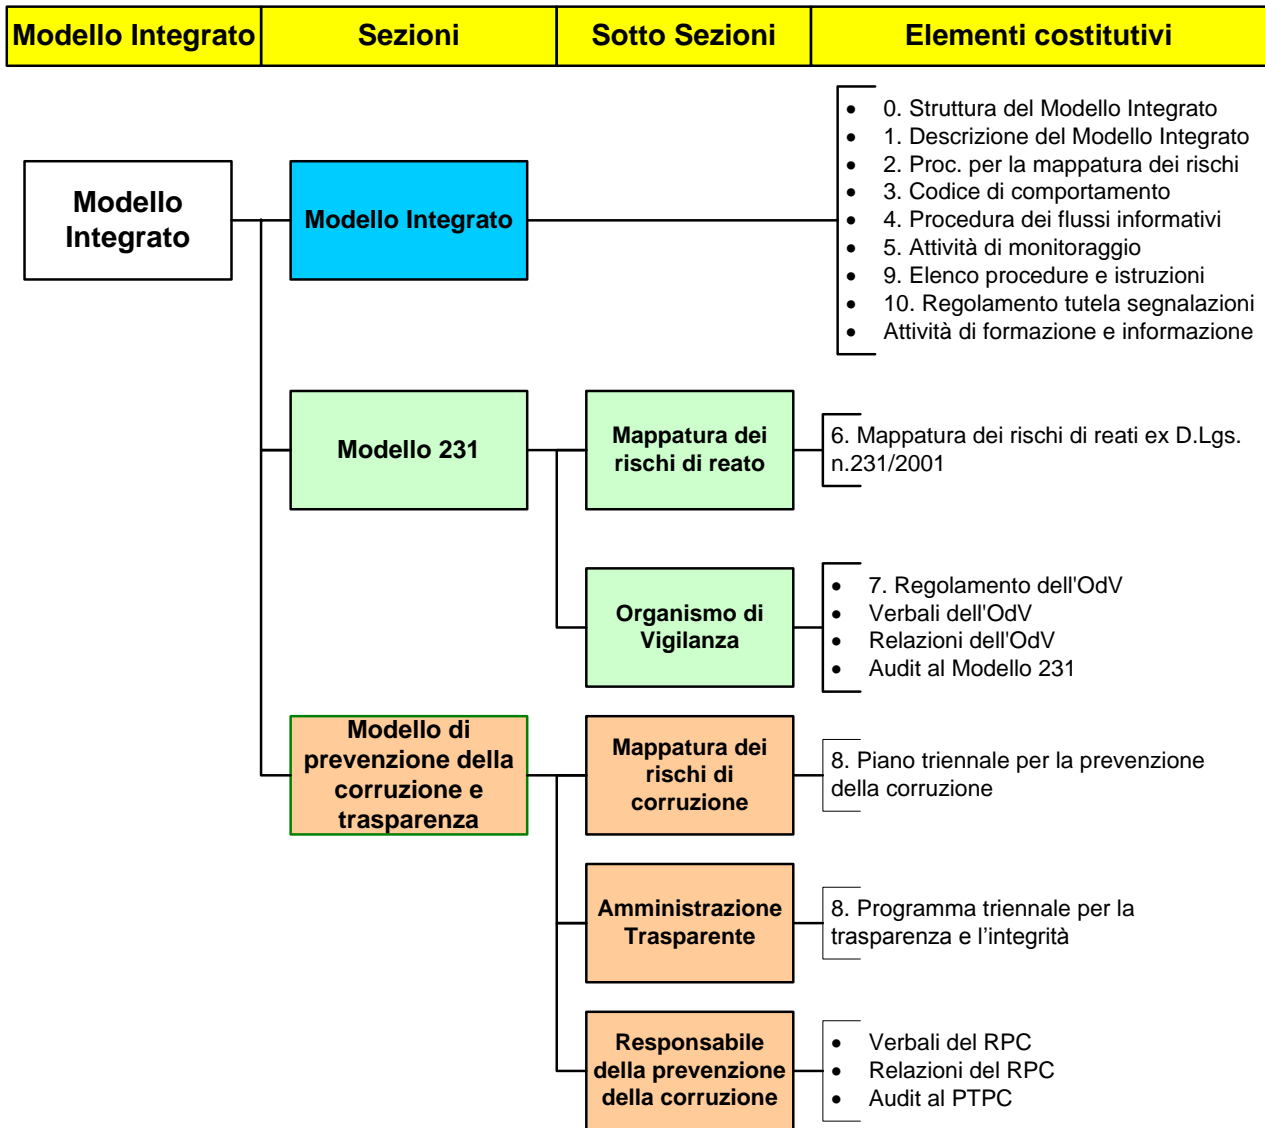 Modello Integrato
Sezioni
Sotto Sezioni
Elementi costitutivi
Modello
Integrato
Modello Integrato
• 0. Struttura del Modello Integrato
• 1. Descrizione del Modello Integrato
• 2. Proc. per la mappatura dei rischi
• 3. Codice di comportamento
• 4. Procedura dei flussi informativi
• 5. Attività di monitoraggio
• 9. Elenco procedure e istruzioni
• 10. Regolamento tutela segnalazioni
• Attività di formazione e informazione
Modello 231
Mappatura dei
rischi di reato
6. Mappatura dei rischi di reati ex D.Lgs.
n.231/2001
Organismo di
Vigilanza
• 7. Regolamento dell'OdV
• Verbali dell'OdV
• Relazioni dell'OdV
• Audit al Modello 231
Modello di
prevenzione della
corruzione e
trasparenza
Mappatura dei
rischi di
corruzione
8. Piano triennale per la prevenzione
della corruzione
Amministrazione
Trasparente
8. Programma triennale per la
trasparenza e l’integrità
Responsabile
della prevenzione
della corruzione
• Verbali del RPC
• Relazioni del RPC
• Audit al PTPC